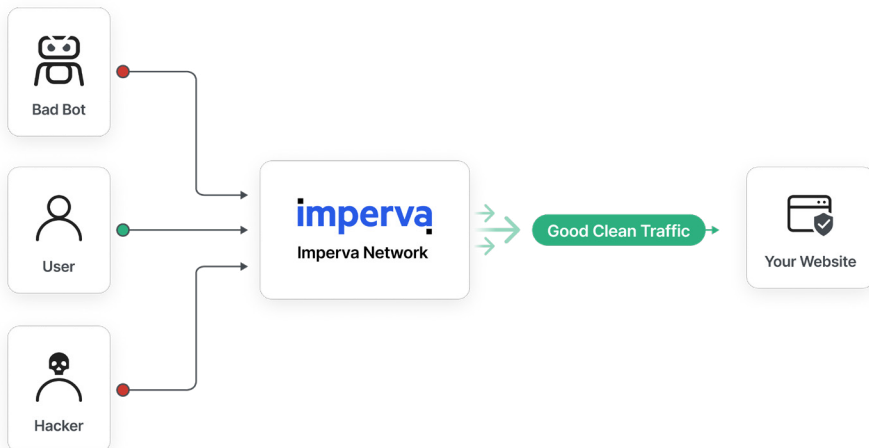 Bad Bot
User
Hacker
imperva
Imperva Network
Good Clean Traffic
Your Website